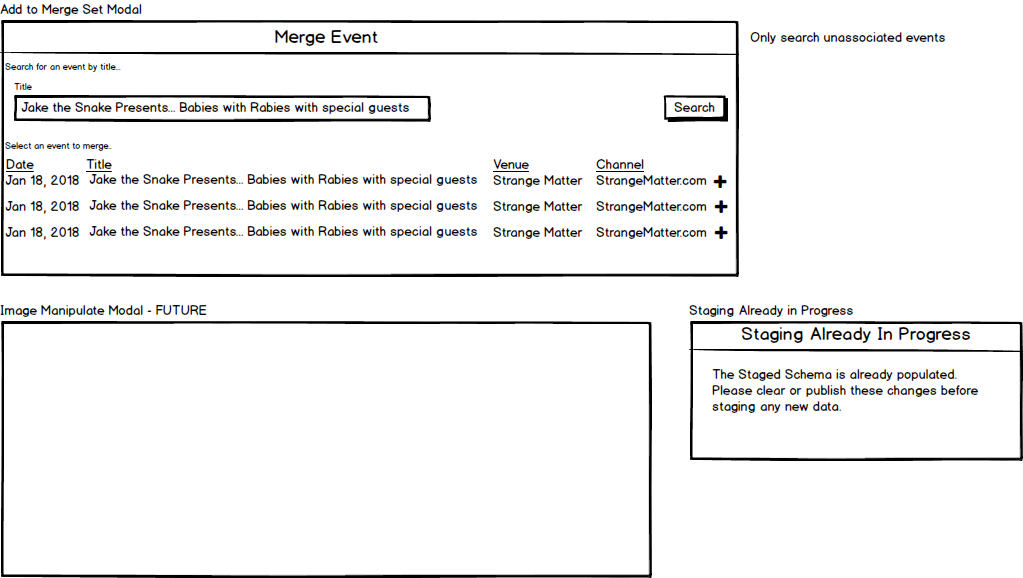 Add to Merge Set Modal
Merge Event
Only search unassociated events
Search for an event by title...
Title
Jake the Snake Presents... Babies with Rabies with special guests
Search
Select an event to merge.
Date Title Venue Channel
Jan 18, 2018 Jake the Snake Presents... Babies with Rabies with special guests Strange Matter StrangeMatter.com +
Jan 18, 2018 Jake the Snake Presents... Babies with Rabies with special guests Strange Matter StrangeMatter.com +
Jan 18, 2018 Jake the Snake Presents... Babies with Rabies with special guests Strange Matter StrangeMatter.com +
Image Manipulate Modal - FUTURE
Staging Already in Progress
Staging Already In Progress
The Staged Schema is already populated.
Please clear or publish these changes before
staging any new data.